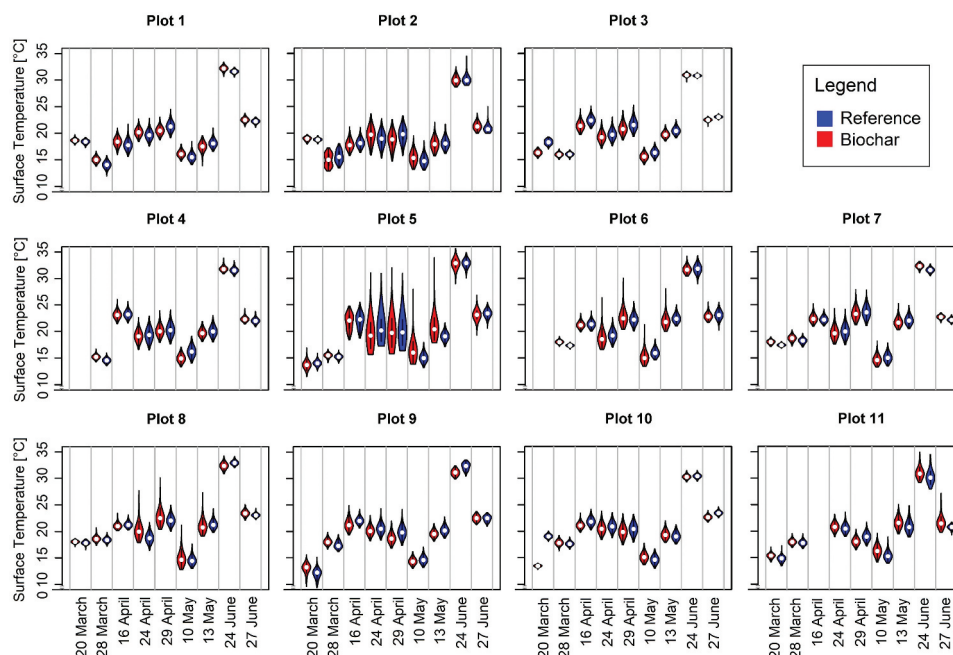 Plot 1 Plot 2 Plot 3
Surface Temperature [°C]
35
30
25
20
15
0 10
Legend
Reference
Biochar
Plot 4 Plot 5 Plot 6 Plot 7
Surface Temperature [°C]
35
30
25
20
15
0 10
Plot 8 Plot 9 Plot 10 Plot 11
Surface Temperature [°C]
35
30
25
20
15
0 10
20 March
28 March
16 April
24 April
29 April
10 May
13 May
24 June
27 June
20 March
28 March
16 April
24 April
29 April
10 May
13 May
24 June
27 June
20 March
28 March
16 April
24 April
29 April
10 May
13 May
24 June
27 June
20 March
28 March
16 April
24 April
29 April
10 May
13 May
24 June
27 June